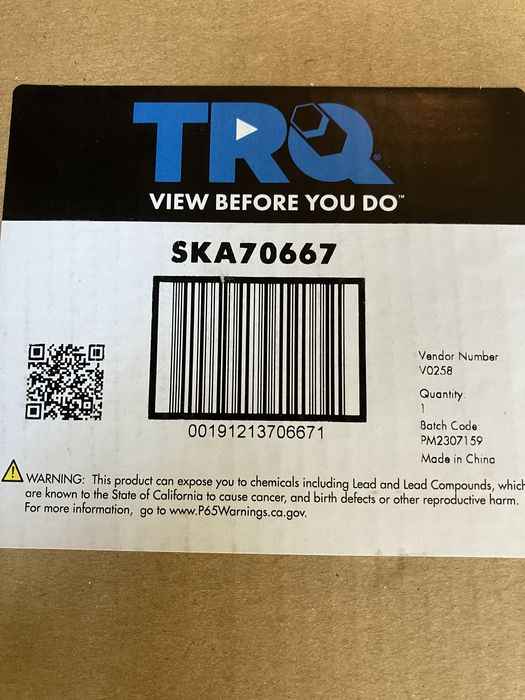 TRQ®
VIEW BEFORE YOU DO™
SKA70667
00191213706671
Vendor Number
V0258
Quantity:
1
Batch Code:
PM2307159
Made in China
WARNING: This product can expose you to chemicals including Lead and Lead Compounds, which
are known to the State of California to cause cancer, and birth defects or other reproductive harm.
For more information, go to www.P65Warnings.ca.gov.